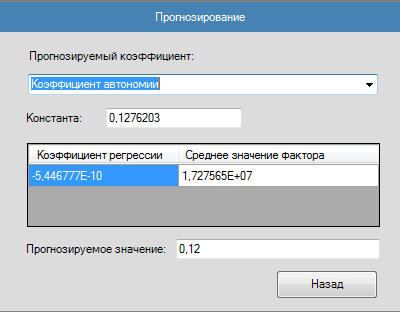 Прогнозирование
Прогнозируемый коэффициент:
Коэффициент автономии
Константа: 0,1276203
Коэффициент регрессии Среднее значение фактора
-5,446777E-10 1,727565E+07
Прогнозируемое значение: 0,12
Назад